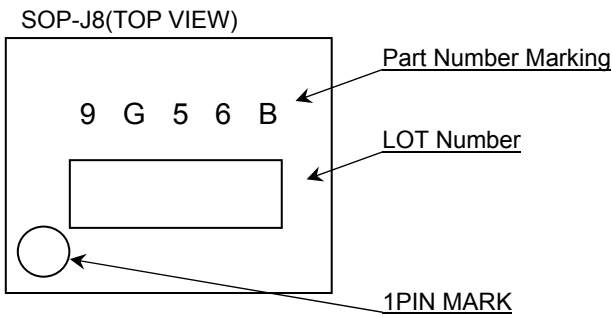 SOP-J8(TOP VIEW)
Part Number Marking
9 G 5 6 B
LOT Number
1PIN MARK